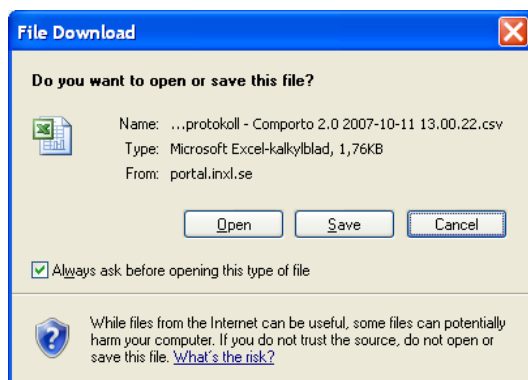 File Download
Do you want to open or save this file?
Name: ...protokoll - Comporto 2.0 2007-10-11 13.00.22.csv
Type: Microsoft Excel-kalkylblad, 1,76KB
From: portal.inxl.se
Open Save Cancel
Always ask before opening this type of file
While files from the Internet can be useful, some files can potentially
harm your computer. If you do not trust the source, do not open or
save this file. What's the risk?